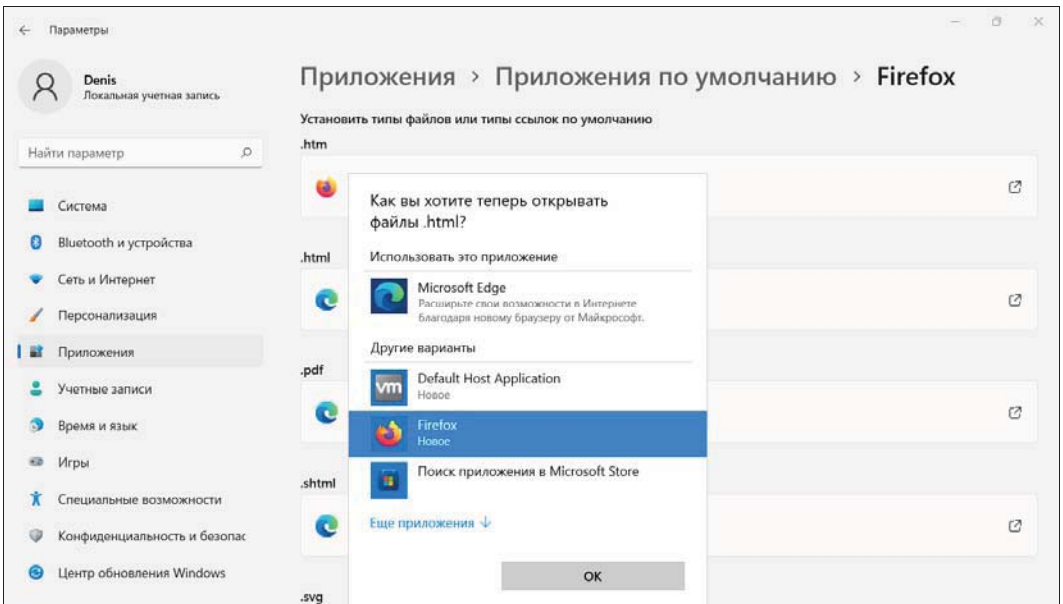 Параметры
Denis
Локальная учетная запись
Найти параметр
Система
Bluetooth и устройства
Сеть и Интернет
Персонализация
Приложения
Учетные записи
Время и язык
Игры
Специальные возможности
Конфиденциальность и безопас
Центр обновления Windows
Приложения > Приложения по умолчанию > Firefox
Установить типы файлов или типы ссылок по умолчанию
.htm
.html
.pdf
.shtml
.svg
Как вы хотите теперь открывать
файлы .html?
Использовать это приложение
Microsoft Edge
Расширьте свои возможности в Интернете
благодаря новому браузеру от Майкрософт.
Другие варианты
vm
Default Host Application
Новое
Firefox
Новое
Поиск приложения в Microsoft Store
Еще приложения ↓
ОК